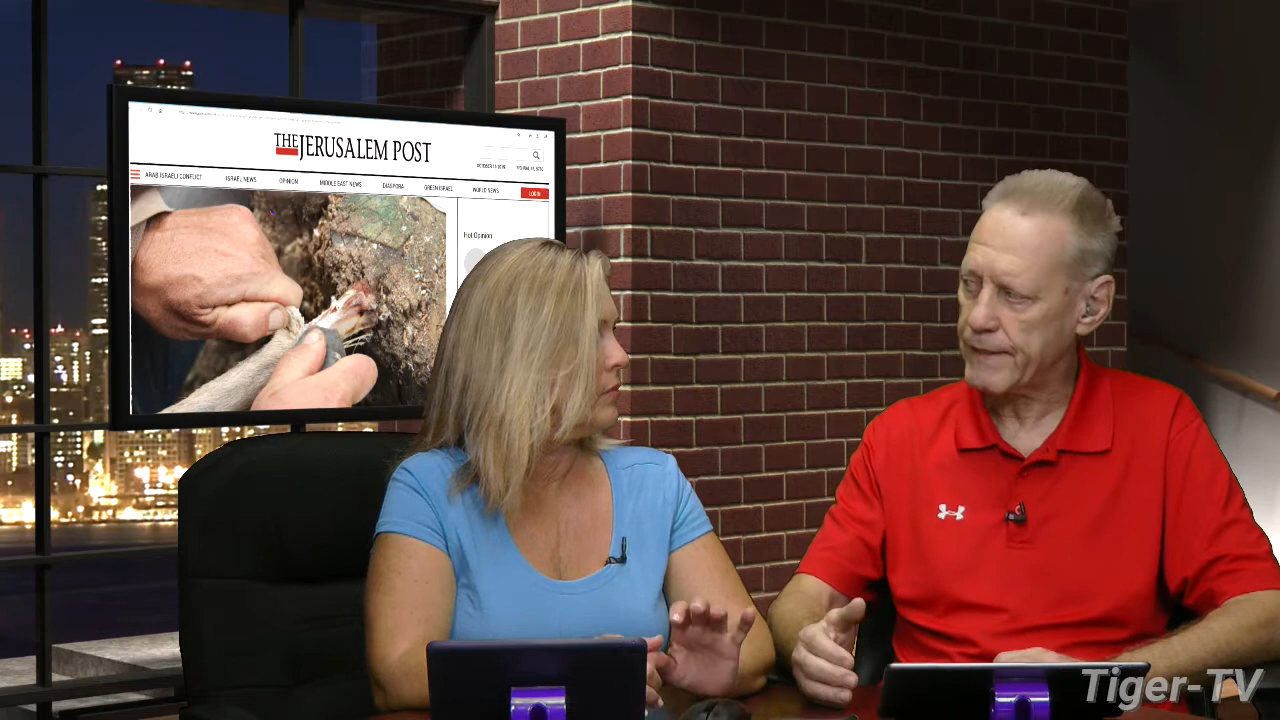 THE JERUSALEM POST
ARAB ISRAELI CONFLICT ISRAEL NEWS OPINION MIDDLE EAST NEWS DIASPORA GREEN ISRAEL WORLD NEWS LOGIN
Hot Opinion
Tiger-TV